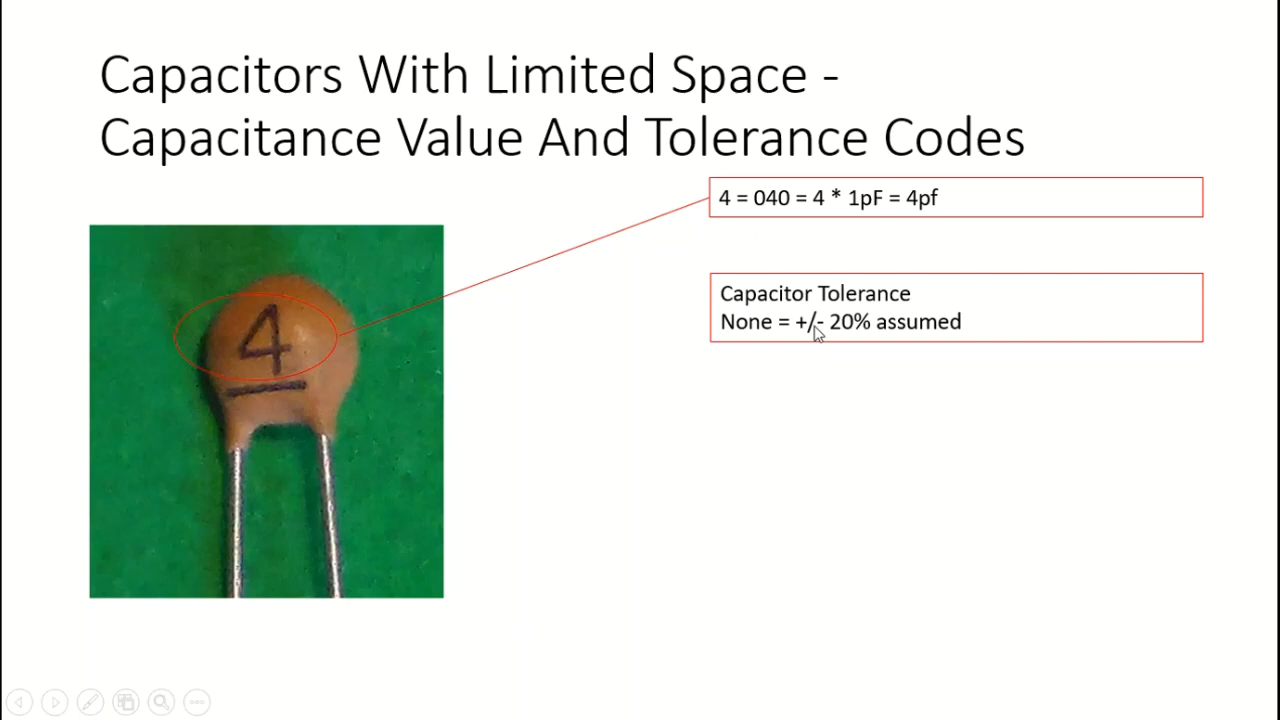 Capacitors With Limited Space -
Capacitance Value And Tolerance Codes
4 = 040 = 4 * 1pF = 4pf
Capacitor Tolerance
None = +/- 20% assumed
4